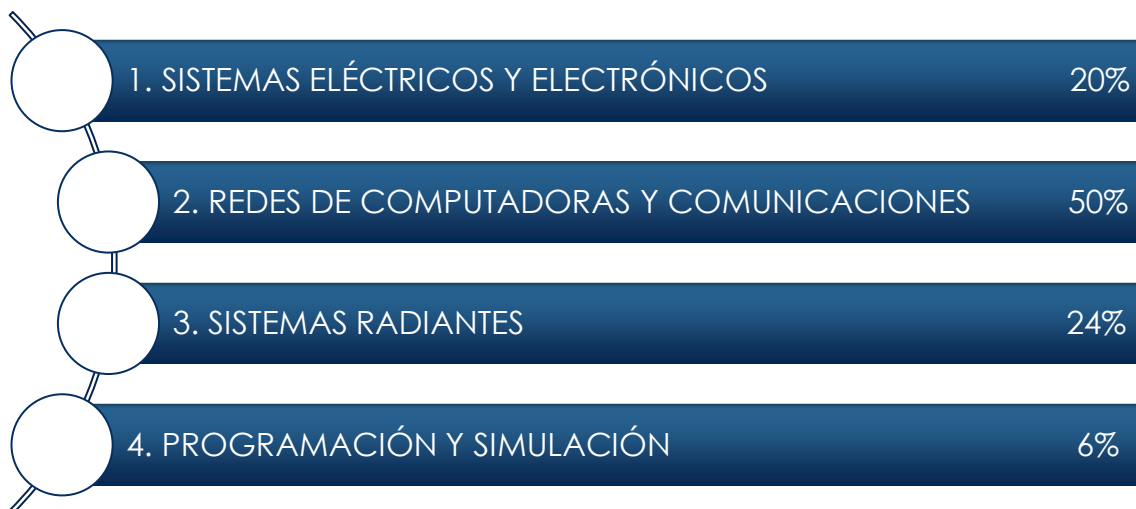 1. SISTEMAS ELÉCTRICOS Y ELECTRÓNICOS 20%
2. REDES DE COMPUTADORAS Y COMUNICACIONES 50%
3. SISTEMAS RADIANTES 24%
4. PROGRAMACIÓN Y SIMULACIÓN 6%